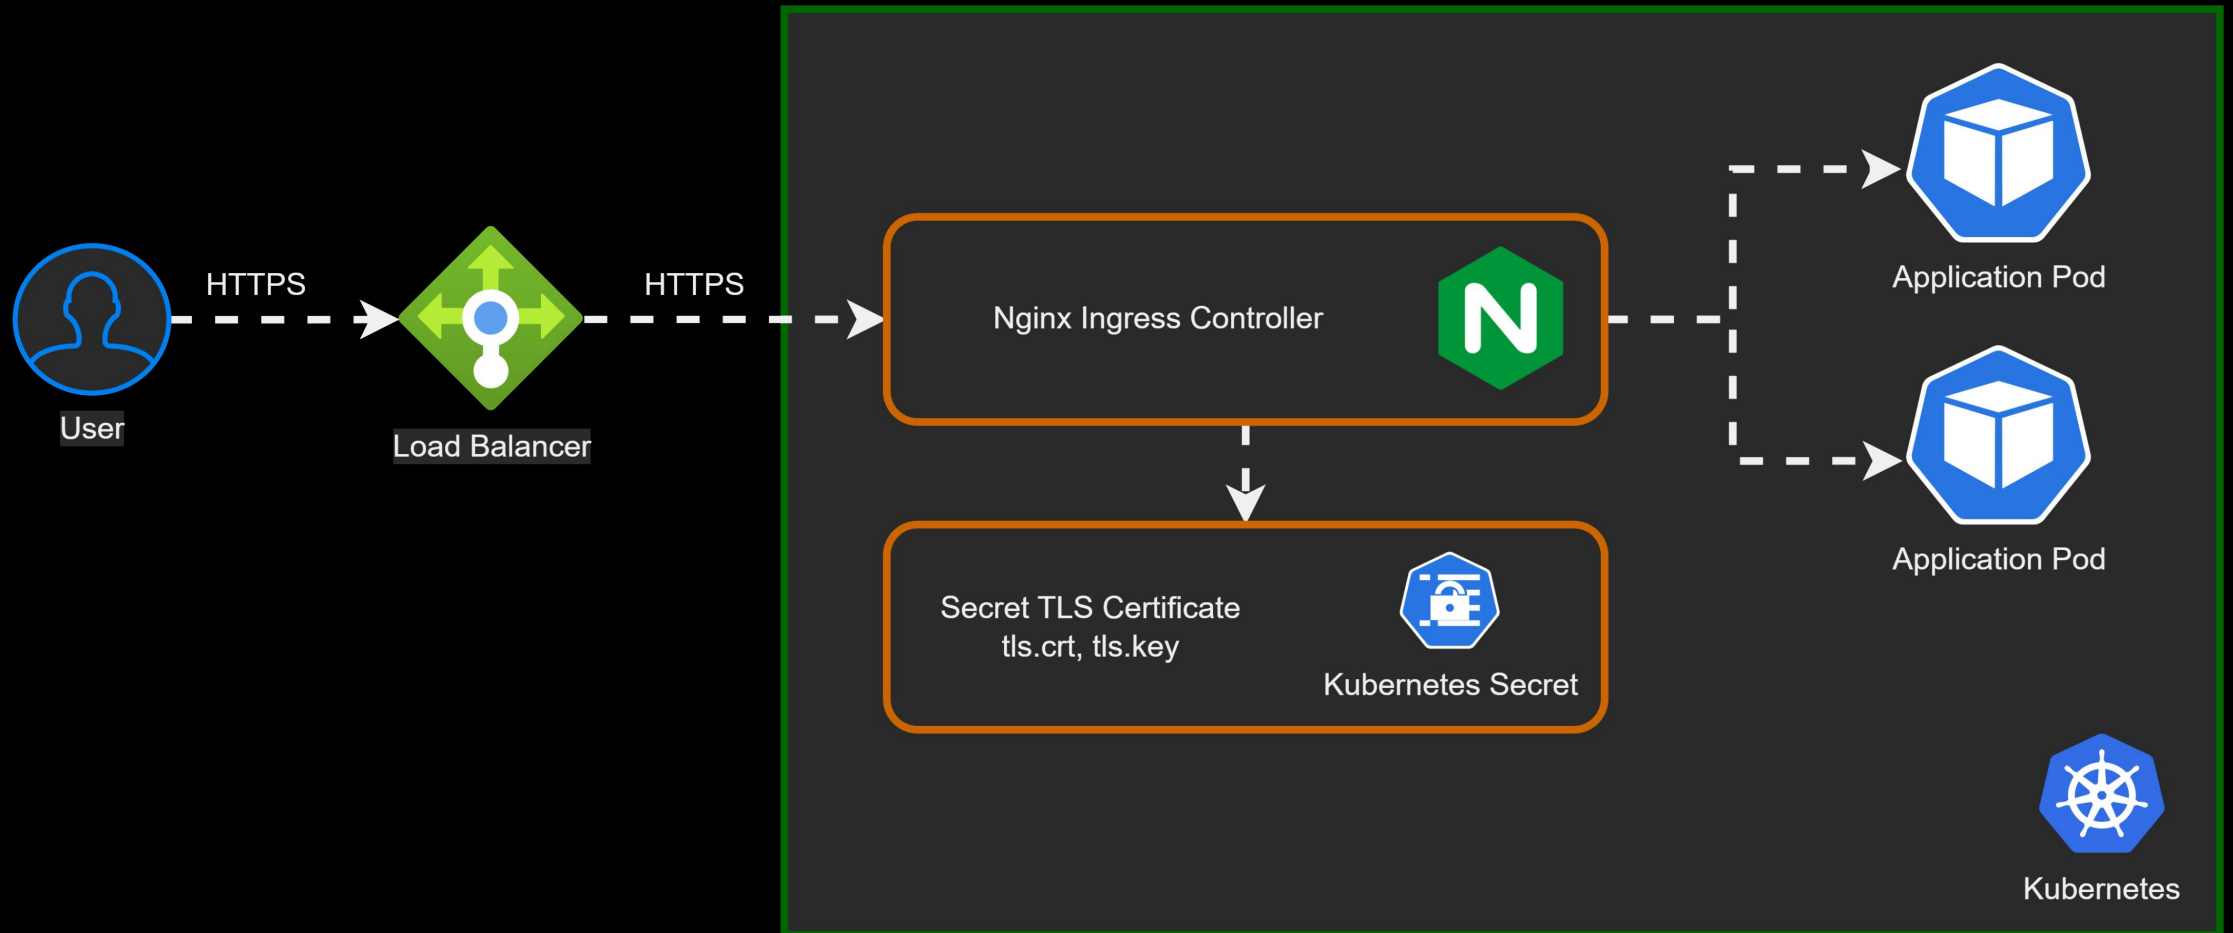 HTTPS
User
Load Balancer
HTTPS
Nginx Ingress Controller
N
Secret TLS Certificate
tls.crt, tls.key
Kubernetes Secret
Application Pod
Application Pod
Kubernetes